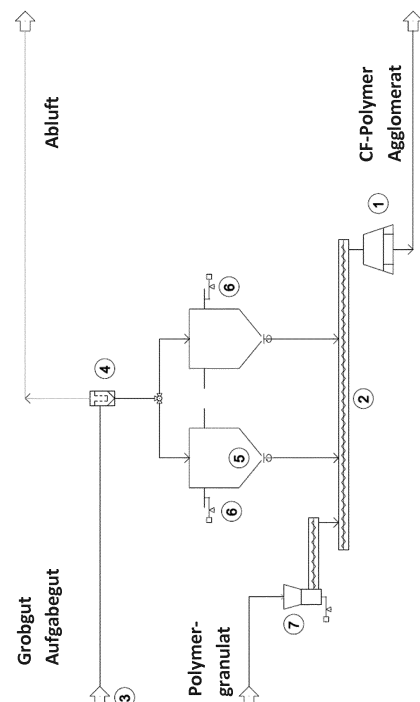 Abluft
Grobgut
Aufgabegut
3
4
6
5
6
2
Polymer-
granulat
7
1
CF-Polymer
Agglomerat